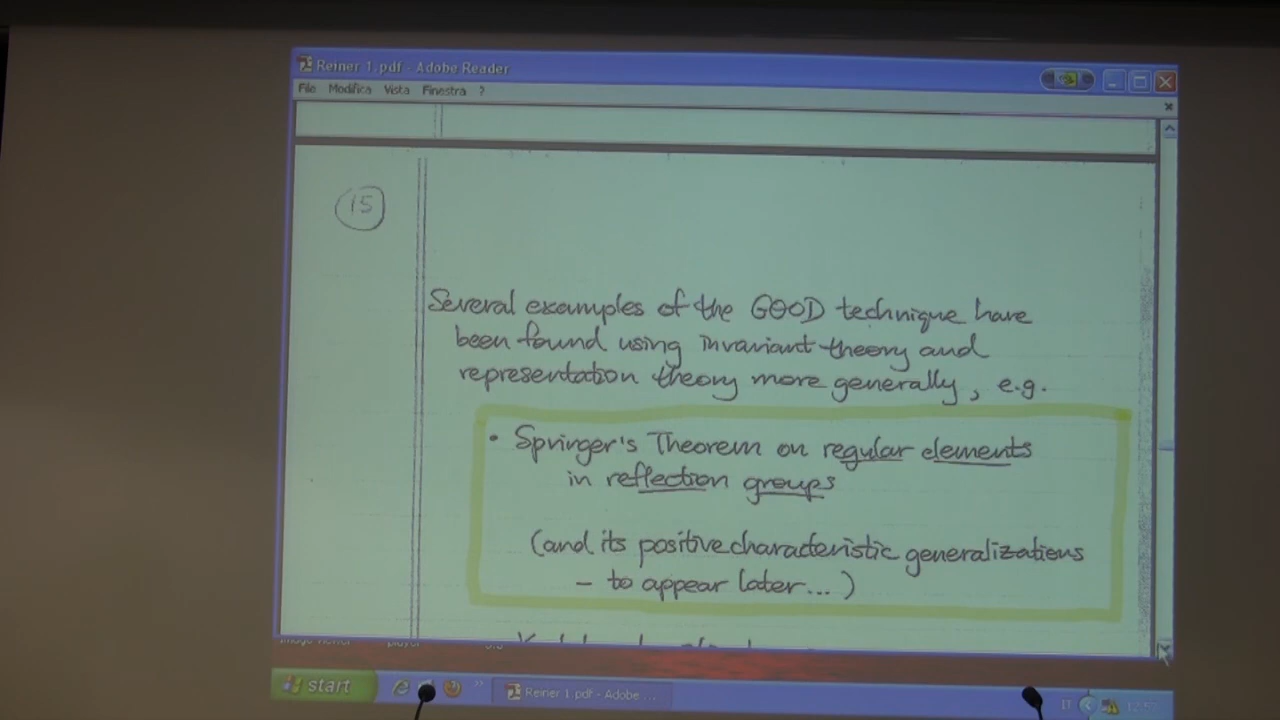 Reiner 1.pdf - Adobe Reader
File Modifica Vista Finestra ?
15
Several examples of the GOOD technique have
been found using invariant theory and
representation theory more generally, e.g.
• Springer's Theorem on regular elements
in reflection groups
(and its positive characteristic generalizations
– to appear later... )
player
start
Reiner 1.pdf - Adobe ...
IT